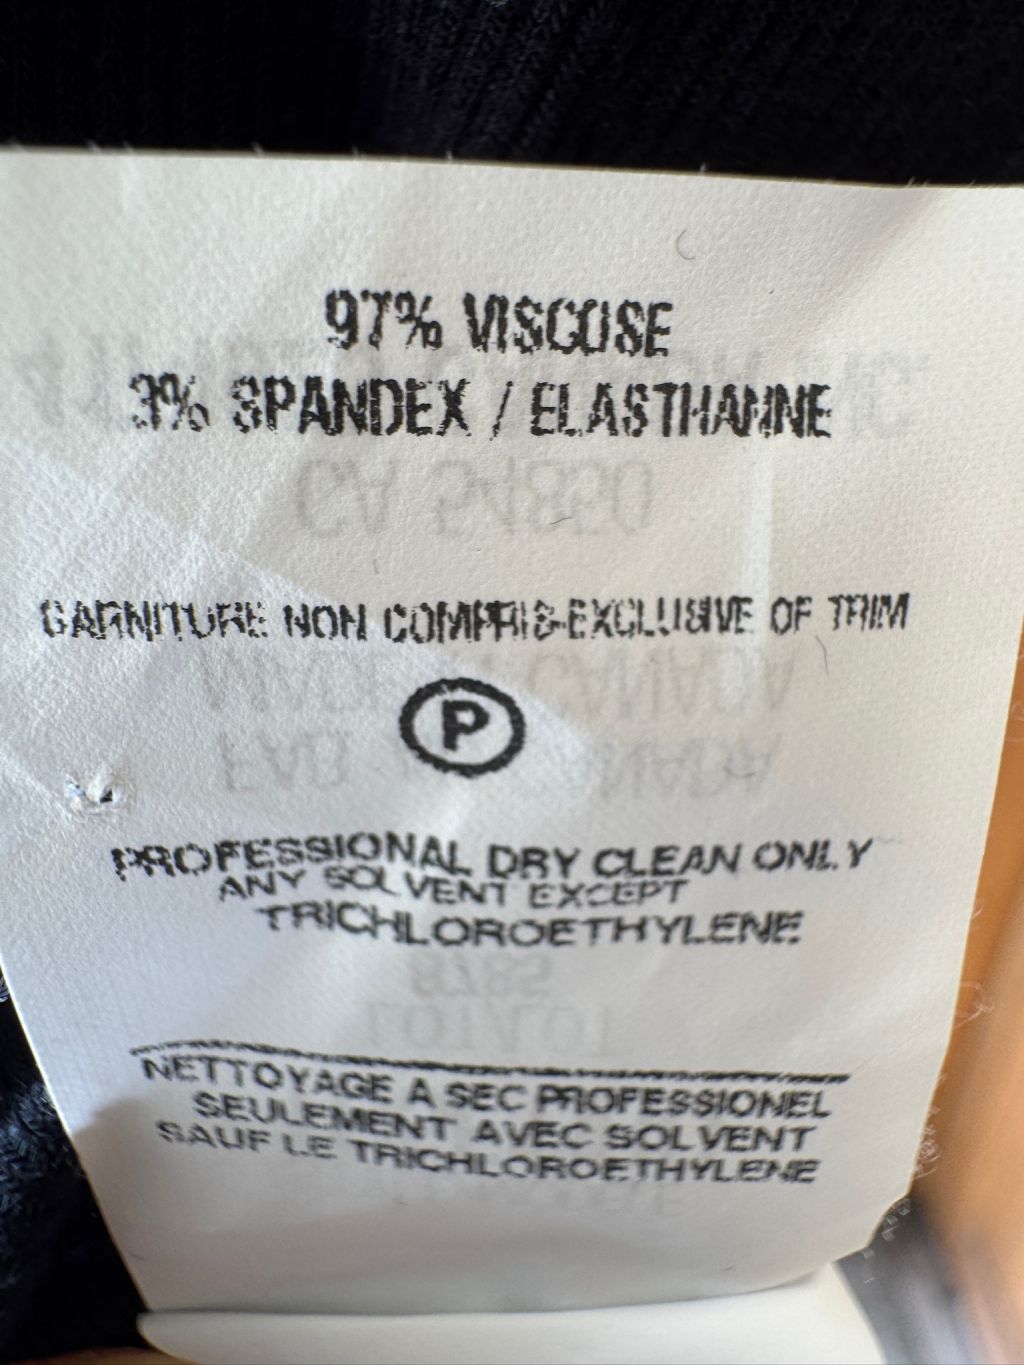 97% VISCOSE
3% SPANDEX / ELASTHANNE
GARNITURE NON COMPRIS-EXCLUSIVE OF TRIM
P
PROFESSIONAL DRY CLEAN ONLY
ANY SOLVENT EXCEPT
TRICHLOROETHYLENE
NETTOYAGE A SEC PROFESSIONEL
SEULEMENT AVEC SOLVENT
SAUF LE TRICHLOROETHYLENE